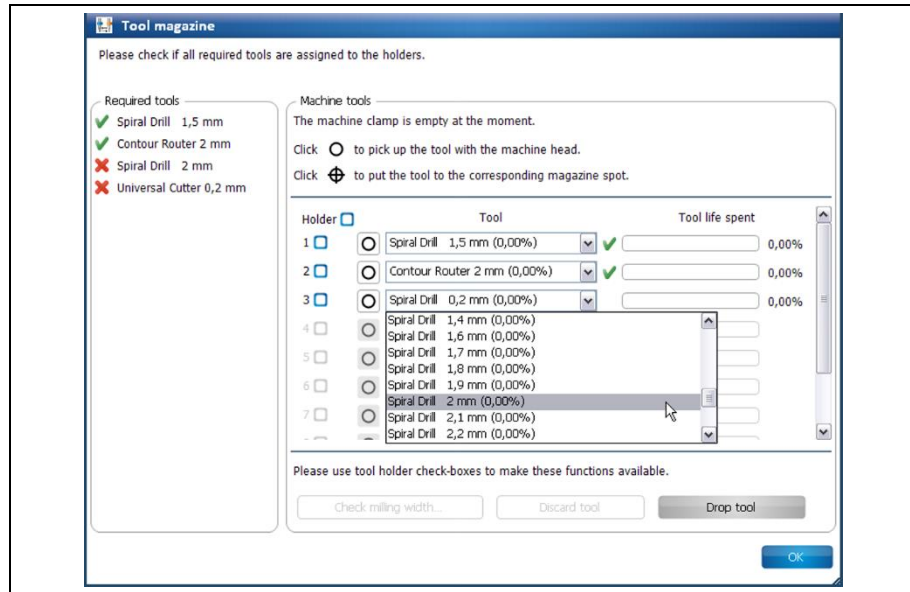 Tool magazine
Please check if all required tools are assigned to the holders.
Required tools
Spiral Drill 1,5 mm
Contour Router 2 mm
Spiral Drill 2 mm
Universal Cutter 0,2 mm
Machine tools
The machine clamp is empty at the moment.
Click to pick up the tool with the machine head.
Click to put the tool to the corresponding magazine spot.
Holder Tool Tool life spent
1 Spiral Drill 1,5 mm (0,00%) 0,00%
2 Contour Router 2 mm (0,00%) 0,00%
3 Spiral Drill 0,2 mm (0,00%) 0,00%
4
5
6
7
Spiral Drill 1,4 mm (0,00%)
Spiral Drill 1,6 mm (0,00%)
Spiral Drill 1,7 mm (0,00%)
Spiral Drill 1,8 mm (0,00%)
Spiral Drill 1,9 mm (0,00%)
Spiral Drill 2 mm (0,00%)
Spiral Drill 2,1 mm (0,00%)
Spiral Drill 2,2 mm (0,00%)
Please use tool holder check-boxes to make these functions available.
Check milling width... Discard tool Drop tool
OK